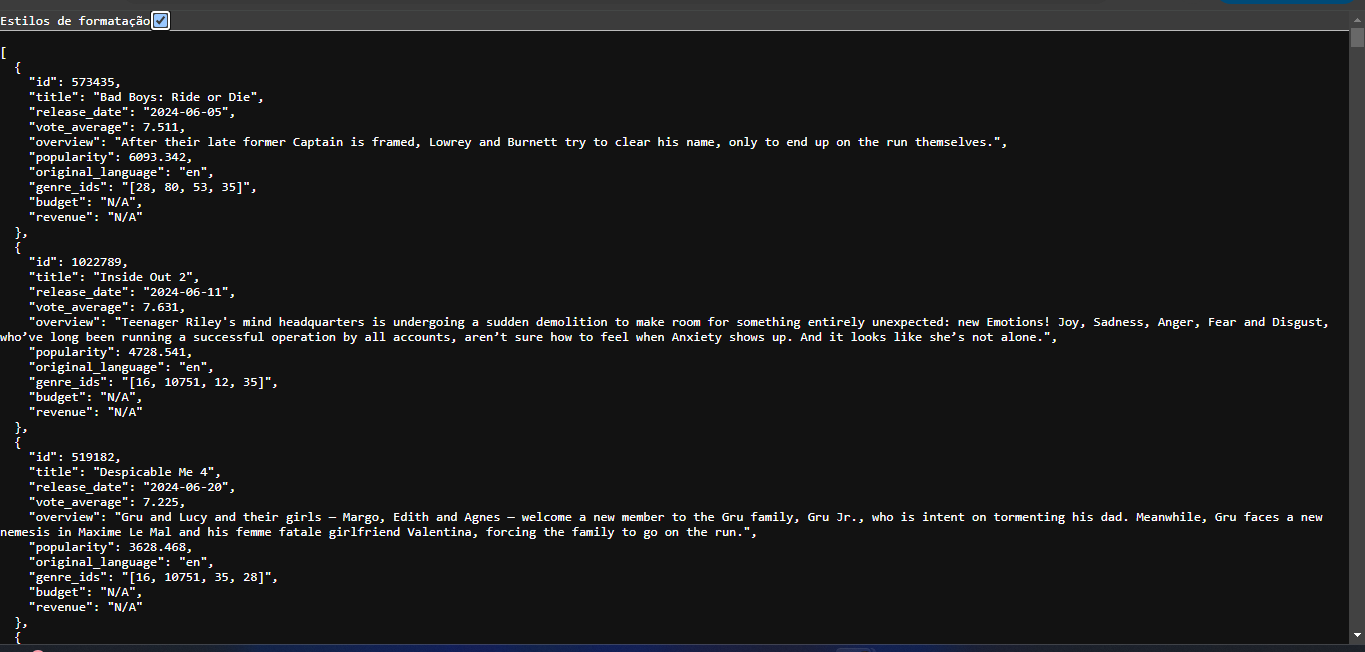 Estilos de formatação
[
  {
    "id": 573435,
    "title": "Bad Boys: Ride or Die",
    "release_date": "2024-06-05",
    "vote_average": 7.511,
    "overview": "After their late former Captain is framed, Lowrey and Burnett try to clear his name, only to end up on the run themselves.",
    "popularity": 6093.342,
    "original_language": "en",
    "genre_ids": "[28, 80, 53, 35]",
    "budget": "N/A",
    "revenue": "N/A"
  },
  {
    "id": 1022789,
    "title": "Inside Out 2",
    "release_date": "2024-06-11",
    "vote_average": 7.631,
    "overview": "Teenager Riley's mind headquarters is undergoing a sudden demolition to make room for something entirely unexpected: new Emotions! Joy, Sadness, Anger, Fear and Disgust,
who’ve long been running a successful operation by all accounts, aren’t sure how to feel when Anxiety shows up. And it looks like she’s not alone.",
    "popularity": 4728.541,
    "original_language": "en",
    "genre_ids": "[16, 10751, 12, 35]",
    "budget": "N/A",
    "revenue": "N/A"
  },
  {
    "id": 519182,
    "title": "Despicable Me 4",
    "release_date": "2024-06-20",
    "vote_average": 7.225,
    "overview": "Gru and Lucy and their girls — Margo, Edith and Agnes — welcome a new member to the Gru family, Gru Jr., who is intent on tormenting his dad. Meanwhile, Gru faces a new
nemesis in Maxime Le Mal and his femme fatale girlfriend Valentina, forcing the family to go on the run.",
    "popularity": 3628.468,
    "original_language": "en",
    "genre_ids": "[16, 10751, 35, 28]",
    "budget": "N/A",
    "revenue": "N/A"
  },
  {